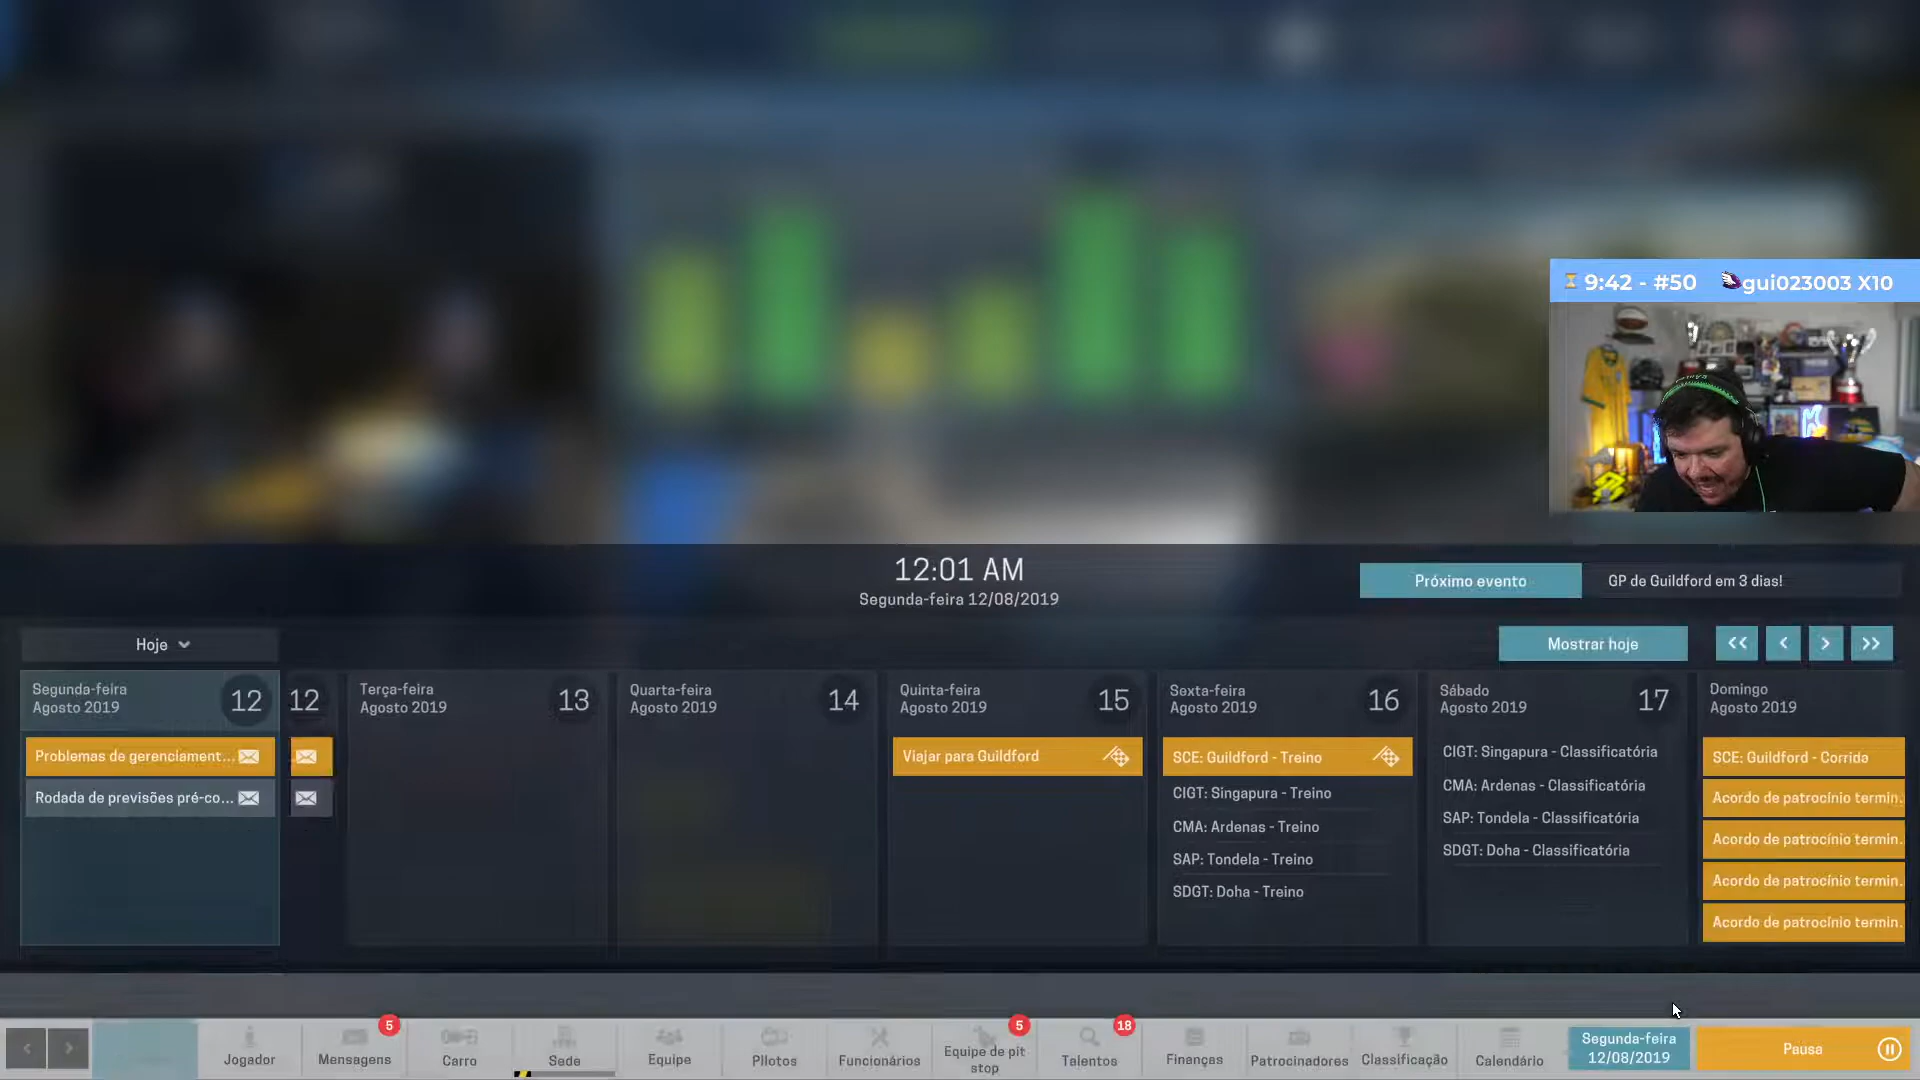 9:42 - #50 gui023003 X10
12:01 AM
Segunda-feira 12/08/2019
Próximo evento
GP de Guildford em 3 dias!
Hoje
Mostrar hoje
<< < > >>
Segunda-feira
Agosto 2019
12
Problemas de gerenciament...
Rodada de previsões pré-co...
12
Terça-feira
Agosto 2019
13
Quarta-feira
Agosto 2019
14
Quinta-feira
Agosto 2019
15
Viajar para Guildford
Sexta-feira
Agosto 2019
16
SCE: Guildford - Treino
CIGT: Singapura - Treino
CMA: Ardenas - Treino
SAP: Tondela - Treino
SDGT: Doha - Treino
Sábado
Agosto 2019
17
CIGT: Singapura - Classificatória
CMA: Ardenas - Classificatória
SAP: Tondela - Classificatória
SDGT: Doha - Classificatória
Domingo
Agosto 2019
SCE: Guildford - Corrida
Acordo de patrocínio termin.
Acordo de patrocínio termin.
Acordo de patrocínio termin.
Acordo de patrocínio termin.
< >
Jogador
5
Mensagens
Carro
Sede
Equipe
Pilotos
Funcionários
5
Equipe de pit
stop
18
Talentos
Finanças
Patrocinadores
Classificação
Calendário
Segunda-feira
12/08/2019
Pausa